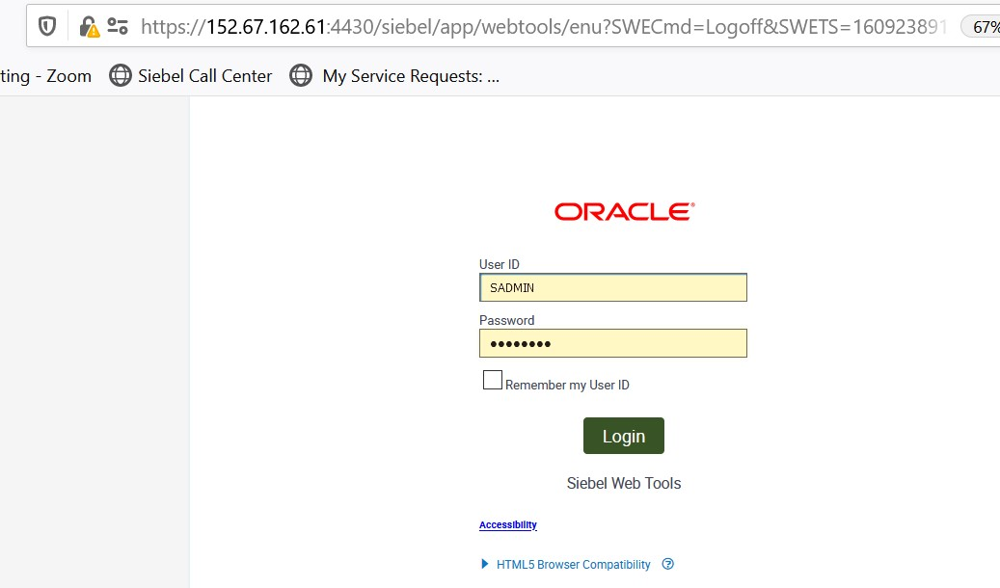 https://152.67.162.61:4430/siebel/app/webtools/enu?SWECmd=Logoff&SWETS=160923891
67%
ting - Zoom Siebel Call Center My Service Requests: ...
ORACLE®
User ID
SADMIN
Password
••••••••
Remember my User ID
Login
Siebel Web Tools
Accessibility
HTML5 Browser Compatibility ?